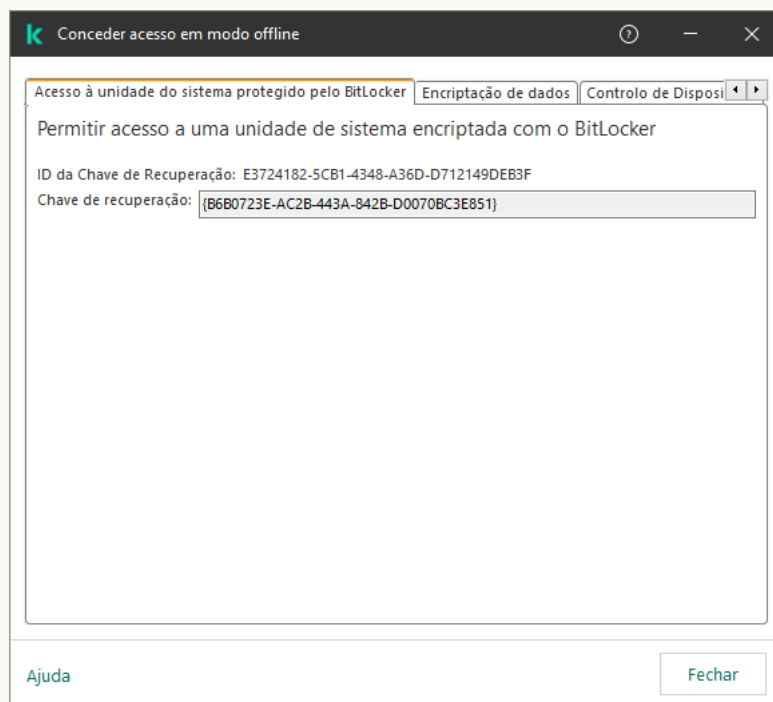 Conceder acesso em modo offline
Acesso à unidade do sistema protegido pelo BitLocker Encriptação de dados Controlo de Disposi
Permitir acesso a uma unidade de sistema encriptada com o BitLocker
ID da Chave de Recuperação: E3724182-5CB1-4348-A36D-D712149DEB3F
Chave de recuperação: {B6B0723E-AC2B-443A-842B-D0070BC3E851}
Ajuda Fechar